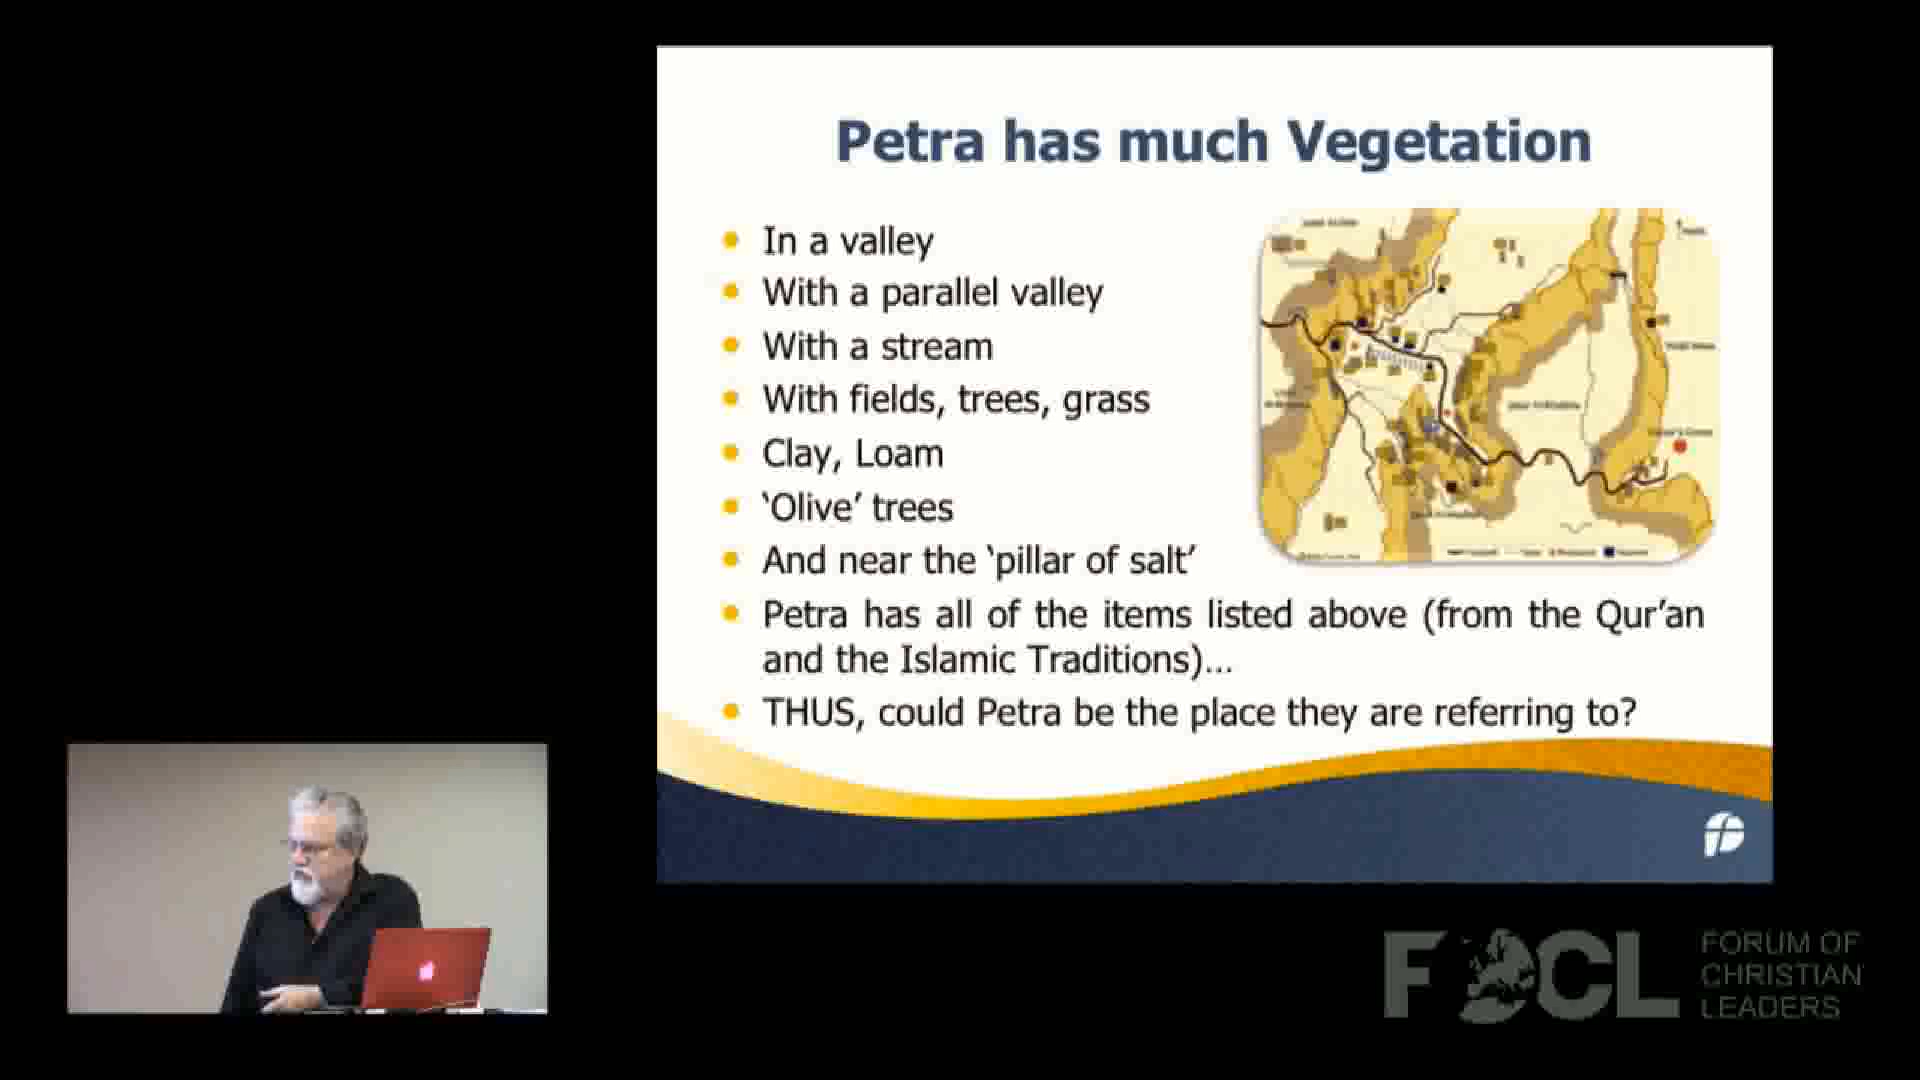 Petra has much Vegetation
In a valley
With a parallel valley
With a stream
With fields, trees, grass
Clay, Loam
‘Olive’ trees
And near the ‘pillar of salt’
Petra has all of the items listed above (from the Qur’an
and the Islamic Traditions)...
THUS, could Petra be the place they are referring to?
FOCL
FORUM OF
CHRISTIAN
LEADERS